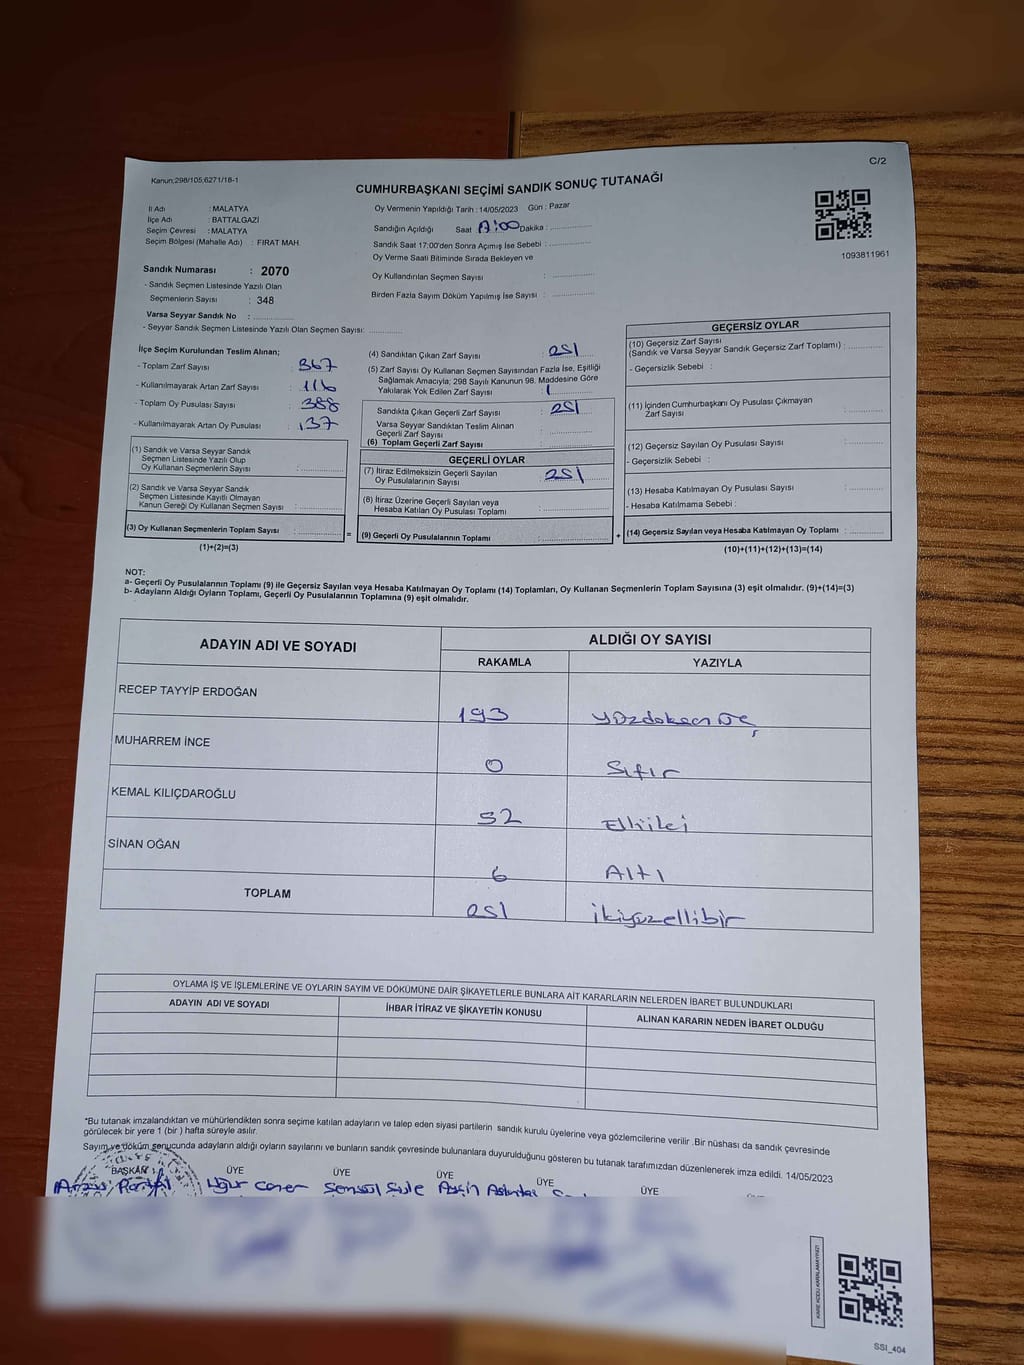 C/2
Kanun;298/105;6271/18-1
CUMHURBAŞKANI SEÇİMİ SANDIK SONUÇ TUTANAĞI
İl Adı : MALATYA
İlçe Adı : BATTALGAZİ
Seçim Çevresi : MALATYA
Seçim Bölgesi (Mahalle Adı) : FIRAT MAH.
Sandık Numarası : 2070
- Sandık Seçmen Listesinde Yazılı Olan
Seçmenlerin Sayısı : 348
Varsa Seyyar Sandık No : ..............
- Seyyar Sandık Seçmen Listesinde Yazılı Olan Seçmen Sayısı: ............
Oy Vermenin Yapıldığı Tarih : 14/05/2023 Gün : Pazar
Sandığın Açıldığı Saat :00 Dakika : ..............
Sandık Saat 17:00'den Sonra Açımış İse Sebebi : ..............
Oy Verme Saati Bitiminde Sırada Bekleyen ve
Oy Kullandırılan Seçmen Sayısı : ..............
Birden Fazla Sayım Döküm Yapılmış İse Sayısı : ..............
1093811961
İlçe Seçim Kurulundan Teslim Alınan;
- Toplam Zarf Sayısı : 367
- Kullanılmayarak Artan Zarf Sayısı : 116
- Toplam Oy Pusulası Sayısı : 388
- Kullanılmayarak Artan Oy Pusulası : 137
(1) Sandık ve Varsa Seyyar Sandık
Seçmen Listesinde Yazılı Olup
Oy Kullanan Seçmenlerin Sayısı : ..............
(2) Sandık ve Varsa Seyyar Sandık
Seçmen Listesinde Kayıtlı Olmayan
Kanun Gereği Oy Kullanan Seçmen Sayısı : ..............
(3) Oy Kullanan Seçmenlerin Toplam Sayısı : ..............
(1)+(2)=(3)
=
(4) Sandıktan Çıkan Zarf Sayısı : 251
(5) Zarf Sayısı Oy Kullanan Seçmen Sayısından Fazla İse, Eşitliği
Sağlamak Amacıyla; 298 Sayılı Kanunun 98. Maddesine Göre
Yakılarak Yok Edilen Zarf Sayısı :
Sandıkta Çıkan Geçerli Zarf Sayısı : 251
Varsa Seyyar Sandıktan Teslim Alınan
Geçerli Zarf Sayısı : ..............
(6) Toplam Geçerli Zarf Sayısı : ..............
GEÇERLİ OYLAR
(7) İtiraz Edilmeksizin Geçerli Sayılan
Oy Pusulalarının Sayısı : 251
(8) İtiraz Üzerine Geçerli Sayılan veya
Hesaba Katılan Oy Pusulası Toplamı : ..............
(9) Geçerli Oy Pusulalarının Toplamı : ..............
+
GEÇERSİZ OYLAR
(10) Geçersiz Zarf Sayısı
(Sandık ve Varsa Seyyar Sandık Geçersiz Zarf Toplamı) : ..............
- Geçersizlik Sebebi :
(11) İçinden Cumhurbaşkanı Oy Pusulası Çıkmayan
Zarf Sayısı : ..............
(12) Geçersiz Sayılan Oy Pusulası Sayısı : ..............
- Geçersizlik Sebebi :
(13) Hesaba Katılmayan Oy Pusulası Sayısı : ..............
- Hesaba Katılmama Sebebi :
(14) Geçersiz Sayılan veya Hesaba Katılmayan Oy Toplamı : ..............
(10)+(11)+(12)+(13)=(14)
NOT:
a- Geçerli Oy Pusulalarının Toplamı (9) ile Geçersiz Sayılan veya Hesaba Katılmayan Oy Toplamı (14) Toplamları, Oy Kullanan Seçmenlerin Toplam Sayısına (3) eşit olmalıdır. (9)+(14)=(3)
b- Adayların Aldığı Oyların Toplamı, Geçerli Oy Pusulalarının Toplamına (9) eşit olmalıdır.
ADAYIN ADI VE SOYADI ALDIĞI OY SAYISI
RAKAMLA YAZIYLA
RECEP TAYYİP ERDOĞAN 193 yüzdoksan üç
MUHARREM İNCE 0 Sıfır
KEMAL KILIÇDAROĞLU 52 Elliiki
SİNAN OĞAN 6 Altı
TOPLAM 251 ikiyüzellibir
OYLAMA İŞ VE İŞLEMLERİNE VE OYLARIN SAYIM VE DÖKÜMÜNE DAİR ŞİKAYETLERLE BUNLARA AİT KARARLARIN NELERDEN İBARET BULUNDUKLARI
ADAYIN ADI VE SOYADI İHBAR İTİRAZ VE ŞİKAYETİN KONUSU ALINAN KARARIN NEDEN İBARET OLDUĞU
*Bu tutanak imzalandıktan ve mühürlendikten sonra seçime katılan adayların ve talep eden siyasi partilerin sandık kurulu üyelerine veya gözlemcilerine verilir .Bir nüshası da sandık çevresinde
görülecek bir yere 1 (bir ) hafta süreyle asılır.
Sayım ve döküm sonucunda adayların aldığı oyların sayılarını ve bunların sandık çevresinde bulunanlara duyurulduğunu gösteren bu tutanak tarafımızdan düzenlenerek imza edildi. 14/05/2023
BAŞKAN ÜYE ÜYE ÜYE ÜYE ÜYE ÜYE
Uğur Caner Şengül Şule
KARE KODU KARALAMAYINIZ!
SSI_404